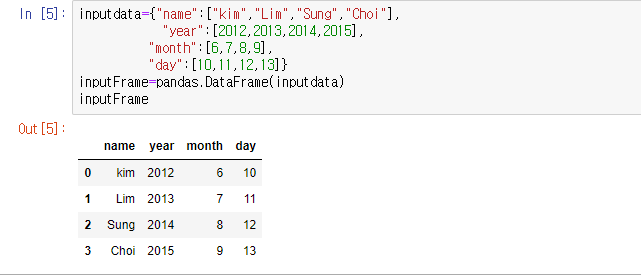 In [5]: inputdata={"name":["kim","Lim","Sung","Choi"],
"year":[2012,2013,2014,2015],
"month":[6,7,8,9],
"day":[10,11,12,13]}
inputFrame=pandas.DataFrame(inputdata)
inputFrame
Out[5]:
name year month day
0 kim 2012 6 10
1 Lim 2013 7 11
2 Sung 2014 8 12
3 Choi 2015 9 13